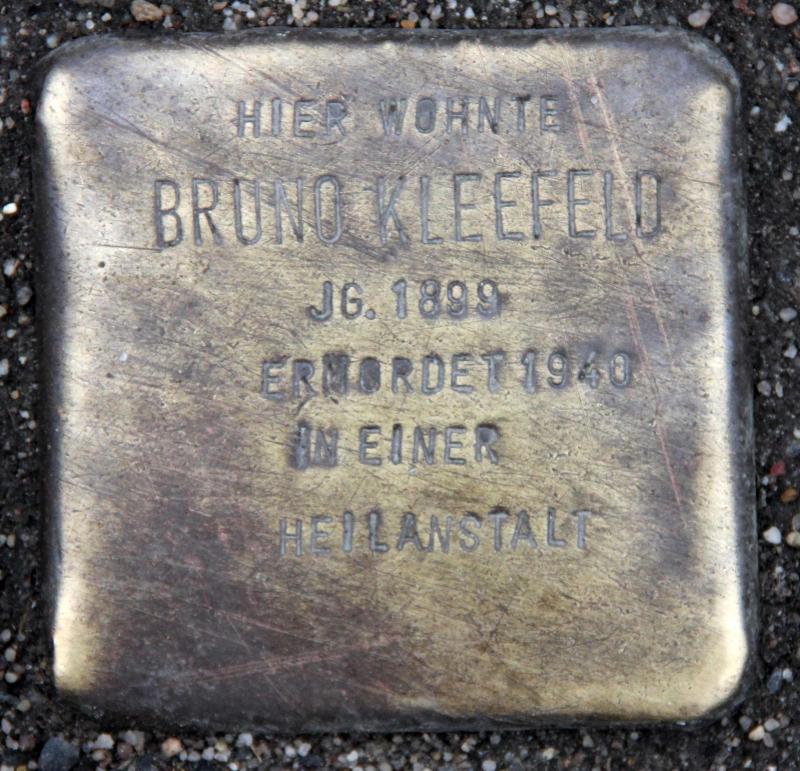 HIER WOHNTE
BRUNO KLEEFELD
JG. 1899
ERMORDET 1940
IN EINER
HEILANSTALT